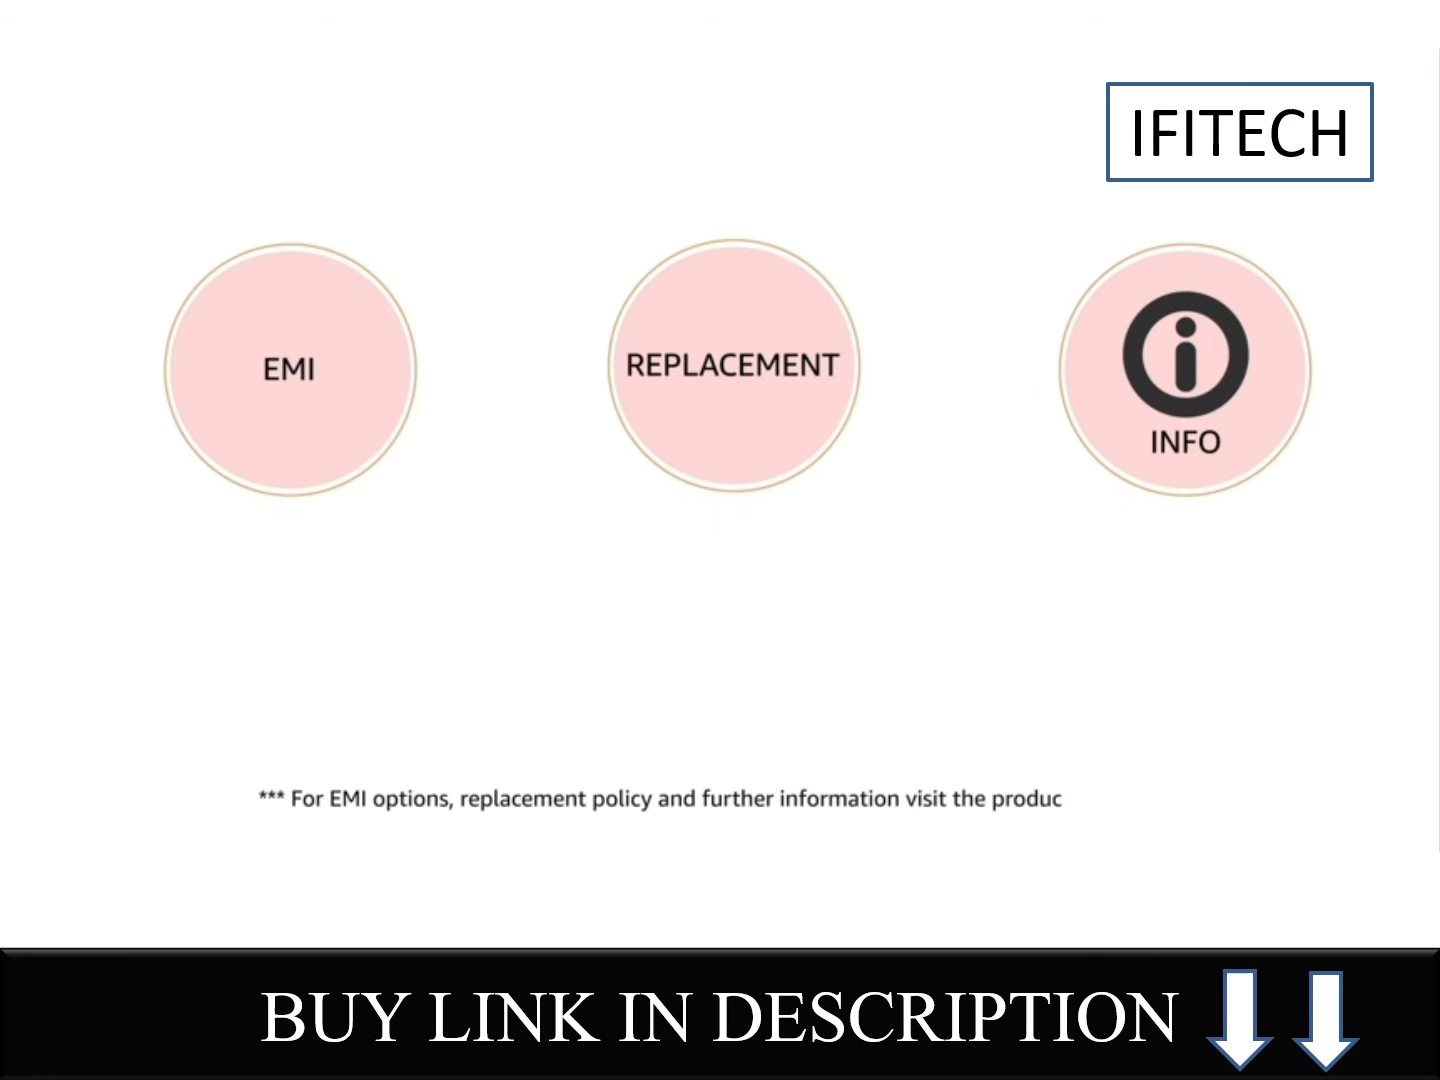 IFITECH
EMI
REPLACEMENT
INFO
*** For EMI options, replacement policy and further information visit the produc
BUY LINK IN DESCRIPTION